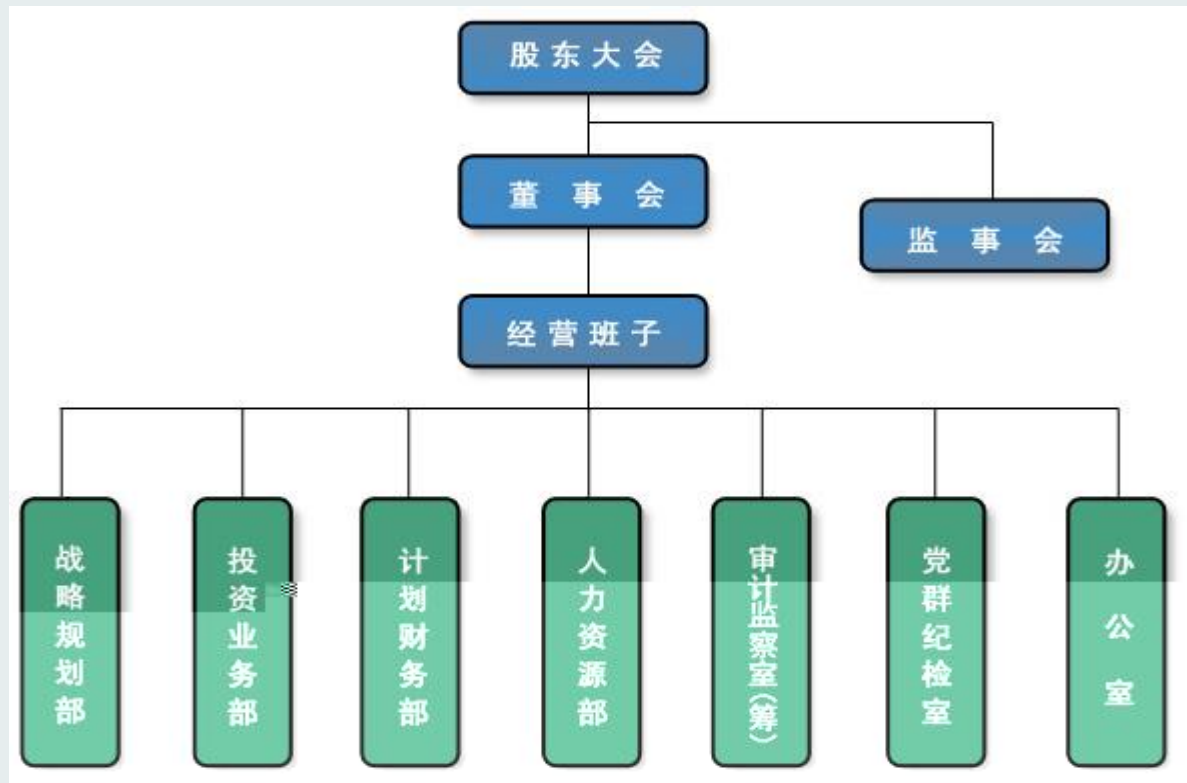 股东大会
董事会
监事会
经营班子
战略规划部
投资业务部
计划财务部
人力资源部
审计监察室(筹)
党群纪检室
办公室